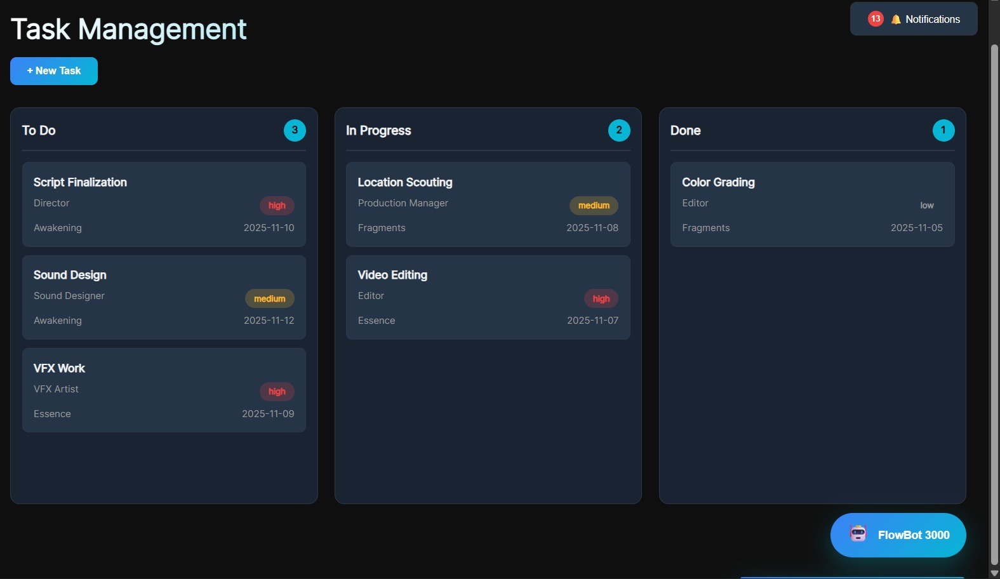 Task Management
13 🔔 Notifications
+ New Task
To Do 3
Script Finalization
Director high
Awakening 2025-11-10
Sound Design
Sound Designer medium
Awakening 2025-11-12
VFX Work
VFX Artist high
Essence 2025-11-09
In Progress 2
Location Scouting
Production Manager medium
Fragments 2025-11-08
Video Editing
Editor high
Essence 2025-11-07
Done 1
Color Grading
Editor low
Fragments 2025-11-05
FlowBot 3000